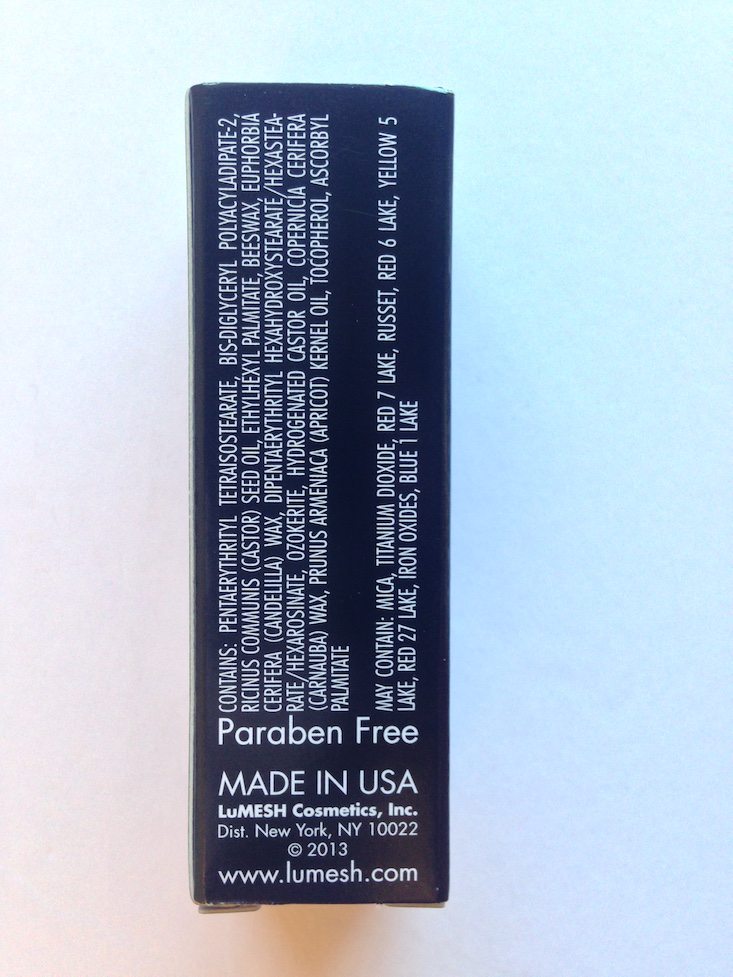 CONTAINS: PENTAERYTHRITYL TETRAISOSTEARATE, BIS-DIGLYCERYL POLYACYLADIPATE-2,
RICINUS COMMUNIS (CASTOR) SEED OIL, ETHYLHEXYL PALMITATE, BEESWAX, EUPHORBIA
CERIFERA (CANDELILLA) WAX, DIPENTAERYTHRITYL HEXAHYDROXYSTEARATE/HEXASTEA-
RATE/HEXAROSINATE, OZOKERITE, HYDROGENATED CASTOR OIL, COPERNICIA CERIFERA
(CARNAUBA) WAX, PRUNUS ARMENIACA (APRICOT) KERNEL OIL, TOCOPHEROL, ASCORBYL
PALMITATE
MAY CONTAIN: MICA, TITANIUM DIOXIDE, RED 7 LAKE, RUSSET, RED 6 LAKE, YELLOW 5
LAKE, RED 27 LAKE, IRON OXIDES, BLUE 1 LAKE
Paraben Free
MADE IN USA
LuMESH Cosmetics, Inc.
Dist. New York, NY 10022
© 2013
www.lumesh.com